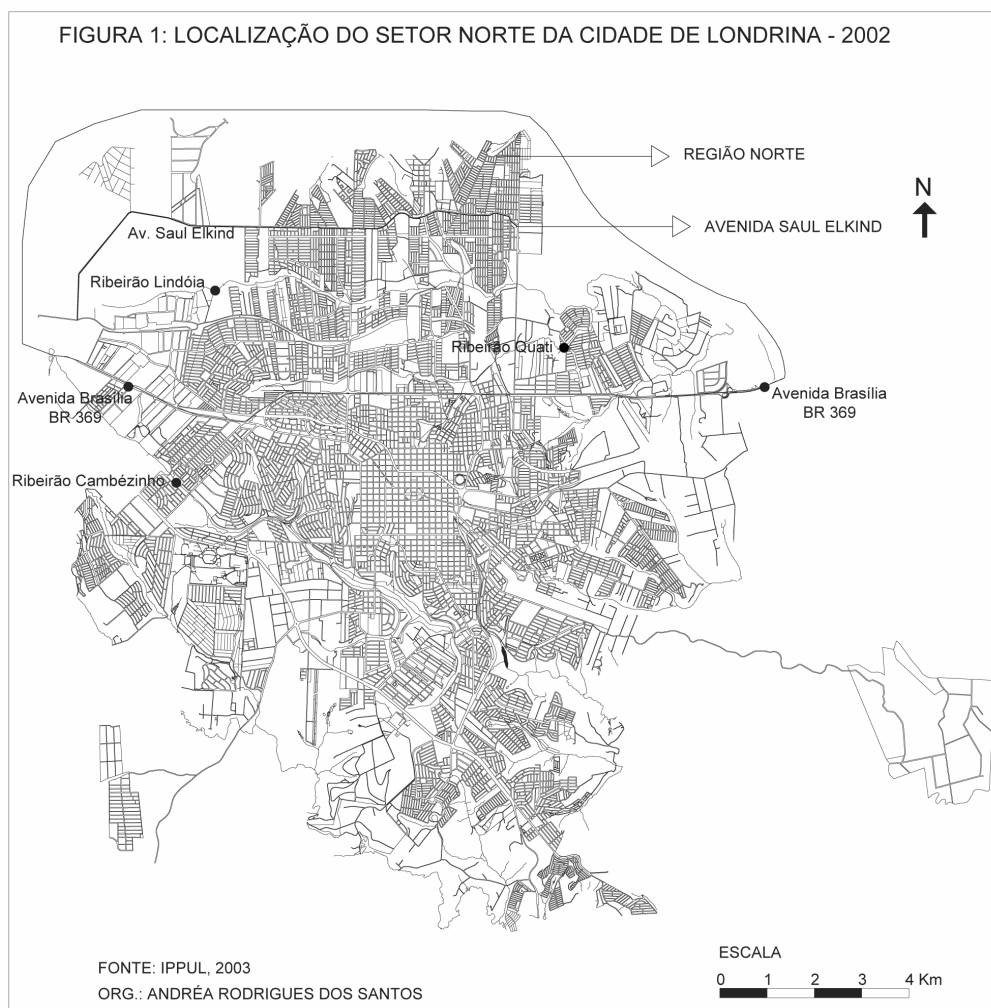 FIGURA 1: LOCALIZAÇÃO DO SETOR NORTE DA CIDADE DE LONDRINA - 2002
REGIÃO NORTE
N
AVENIDA SAUL ELKIND
Av. Saul Elkind
Ribeirão Lindóia
Ribeirão Quati
Avenida Brasília
BR 369
Avenida Brasília
BR 369
Ribeirão Cambézinho
ESCALA
0 1 2 3 4 Km
FONTE: IPPUL, 2003
ORG.: ANDRÉA RODRIGUES DOS SANTOS